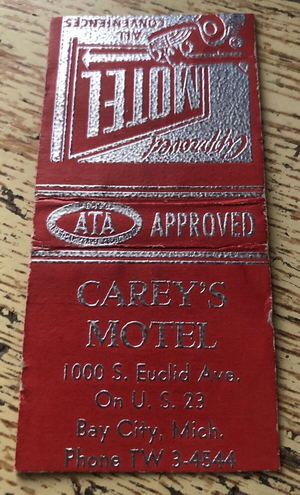 ALL
CONVENIENCES
MOTEL
Approved
ATA APPROVED
CAREY'S
MOTEL
1000 S. Euclid Ave.
On U. S. 23
Bay City, Mich.
Phone TW 3-4544